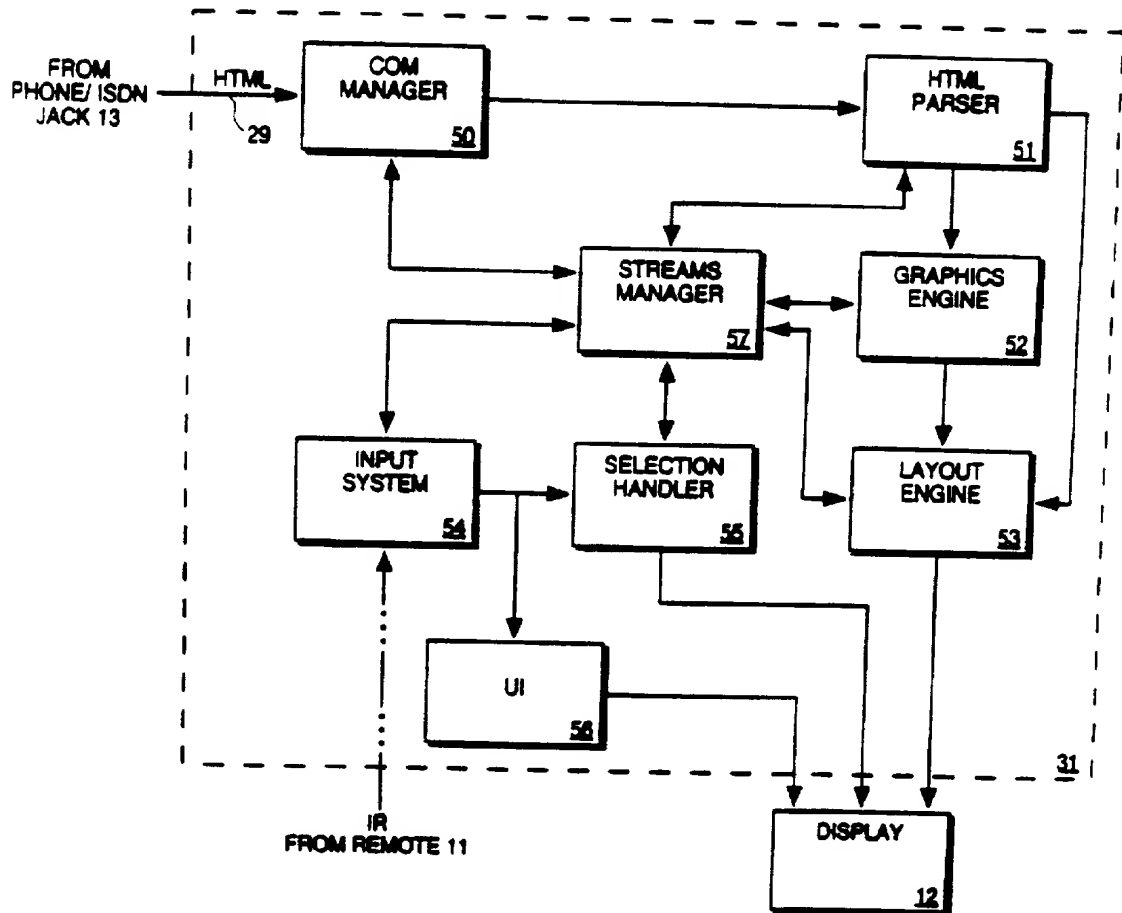 FROM
PHONE/ ISDN
JACK 13
HTML
29
COM
MANAGER
50
HTML
PARSER
51
STREAMS
MANAGER
57
GRAPHICS
ENGINE
52
INPUT
SYSTEM
54
SELECTION
HANDLER
55
LAYOUT
ENGINE
53
UI
56
31
IR
FROM REMOTE 11
DISPLAY
12